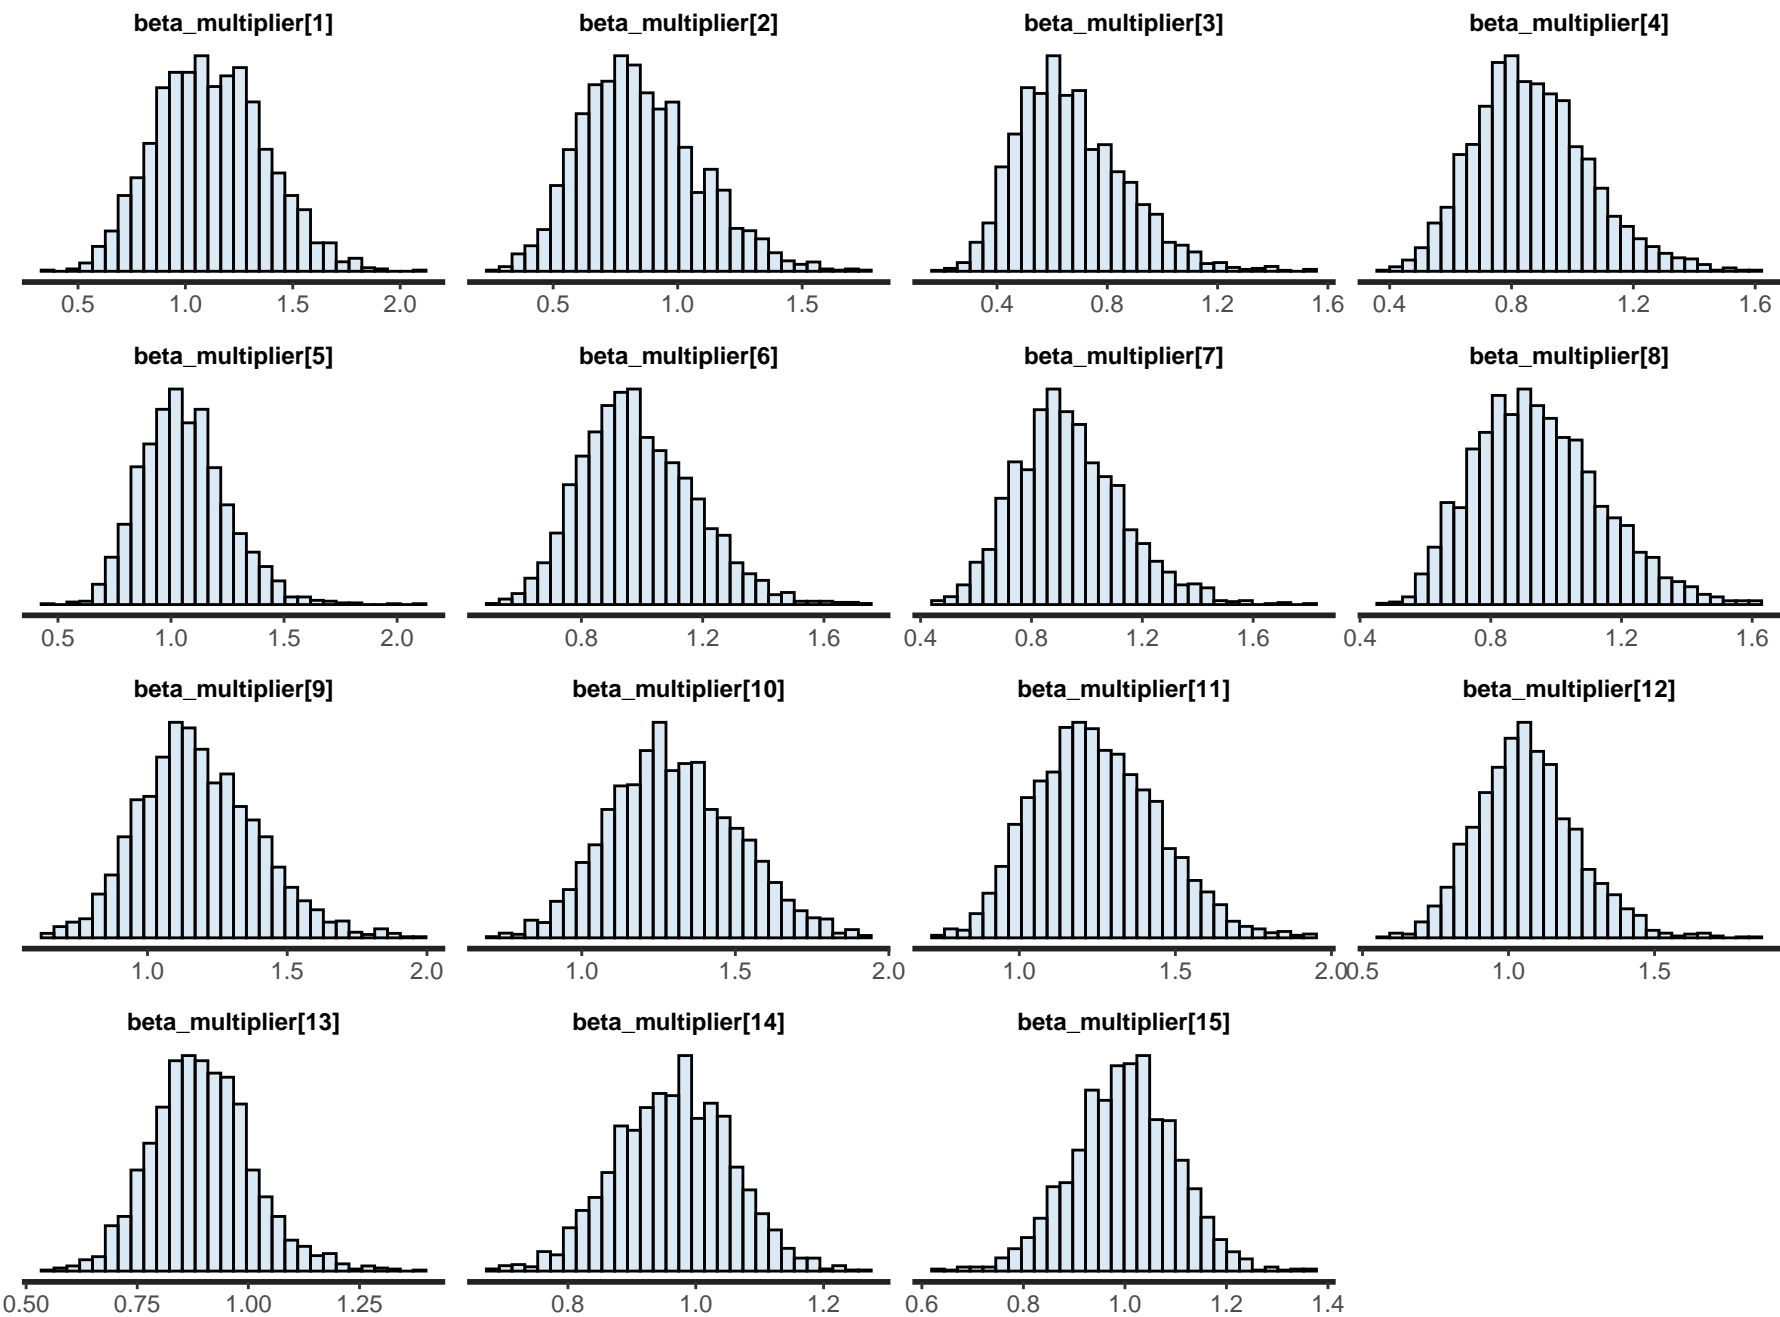 beta_multiplier[1] beta_multiplier[2] beta_multiplier[3] beta_multiplier[4]
0.5 1.0 1.5 2.0 0.5 1.0 1.5 0.4 0.8 1.2 1.6 0.4 0.8 1.2 1.6
beta_multiplier[5] beta_multiplier[6] beta_multiplier[7] beta_multiplier[8]
0.5 1.0 1.5 2.0 0.8 1.2 1.6 0.4 0.8 1.2 1.6 0.4 0.8 1.2 1.6
beta_multiplier[9] beta_multiplier[10] beta_multiplier[11] beta_multiplier[12]
1.0 1.5 2.0 1.0 1.5 2.0 1.0 1.5 2.0 0.5 1.0 1.5
beta_multiplier[13] beta_multiplier[14] beta_multiplier[15]
0.50 0.75 1.00 1.25 0.8 1.0 1.2 0.6 0.8 1.0 1.2 1.4